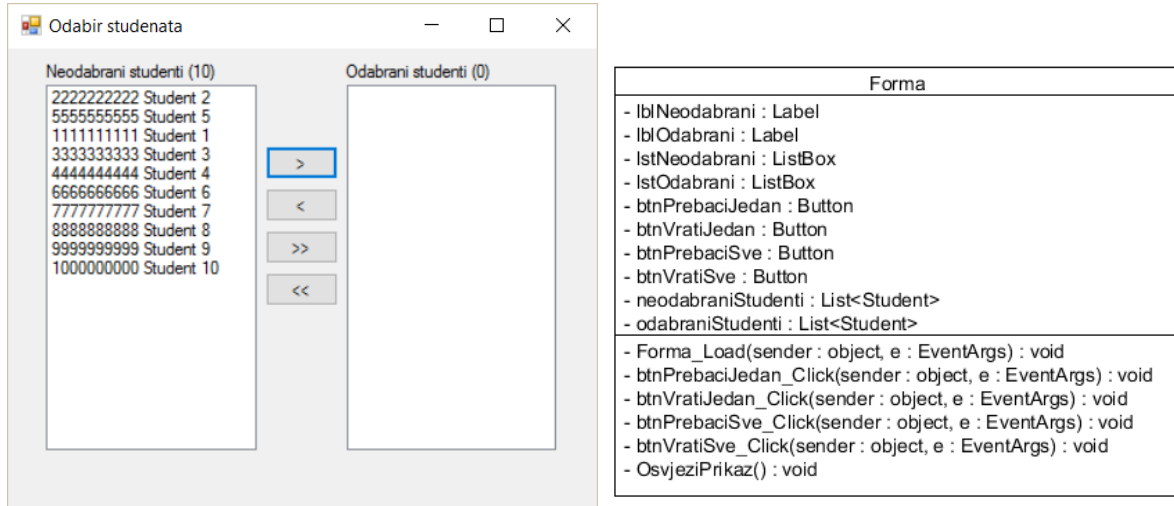 Odabir studenata
Neodabrani studenti (10)
Odabrani studenti (0)
2222222222 Student 2
5555555555 Student 5
1111111111 Student 1
3333333333 Student 3
4444444444 Student 4
6666666666 Student 6
7777777777 Student 7
8888888888 Student 8
9999999999 Student 9
1000000000 Student 10
>
<
>>
<<
Forma
- lblNeodabrani : Label
- lblOdabrani : Label
- lstNeodabrani : ListBox
- lstOdabrani : ListBox
- btnPrebaciJedan : Button
- btnVratiJedan : Button
- btnPrebaciSve : Button
- btnVratiSve : Button
- neodabraniStudenti : List<Student>
- odabraniStudenti : List<Student>
- Forma_Load(sender : object, e : EventArgs) : void
- btnPrebaciJedan_Click(sender : object, e : EventArgs) : void
- btnVratiJedan_Click(sender : object, e : EventArgs) : void
- btnPrebaciSve_Click(sender : object, e : EventArgs) : void
- btnVratiSve_Click(sender : object, e : EventArgs) : void
- OsvjeziPrikaz() : void